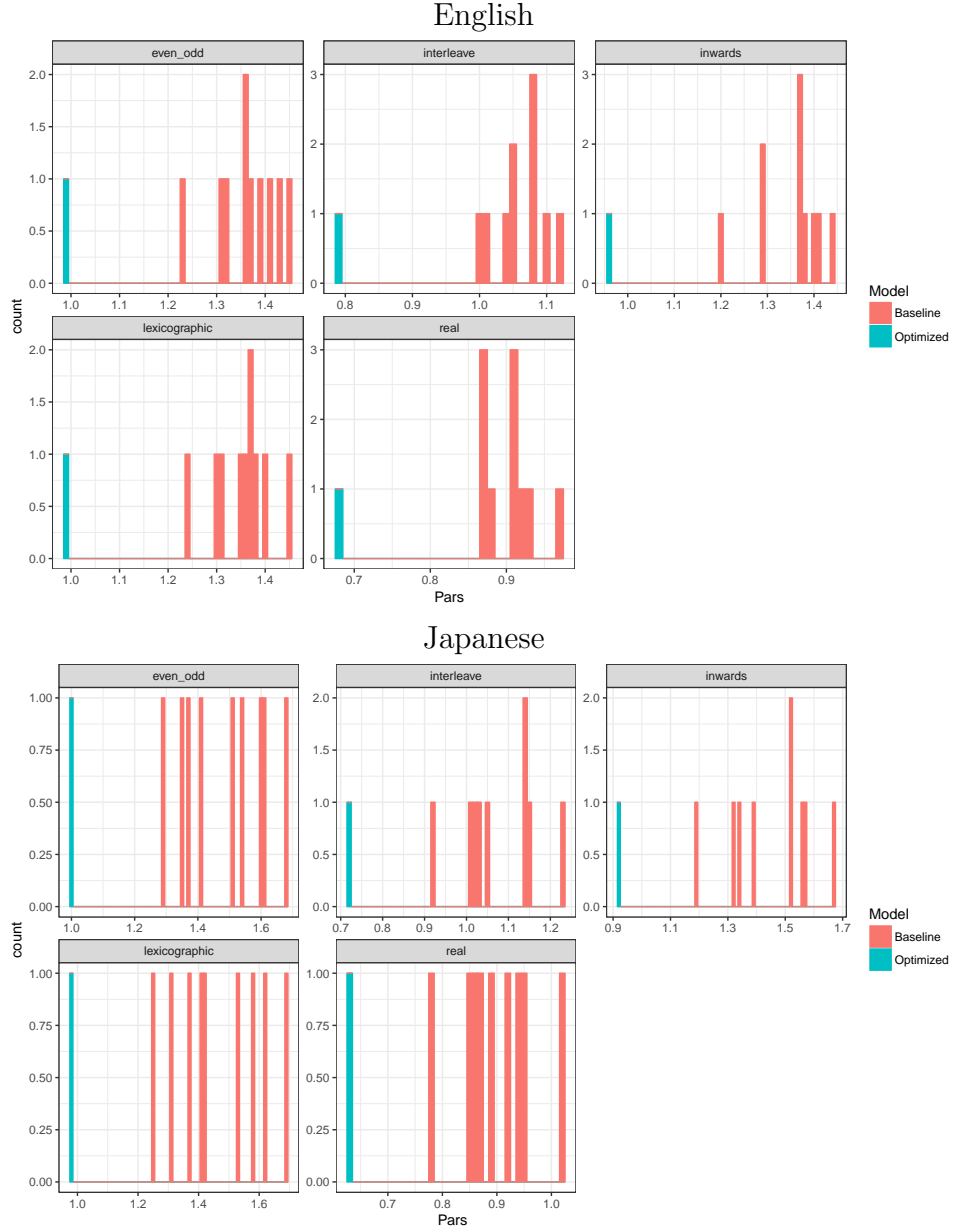 English
even_odd
interleave
inwards
2.0
1.5
1.0
0.5
0.0
3
2
1
0
3
2
1
0
1.0 1.1 1.2 1.3 1.4
0.8 0.9 1.0 1.1
1.0 1.1 1.2 1.3 1.4
count
Model
Baseline
Optimized
lexicographic
real
2.0
1.5
1.0
0.5
0.0
3
2
1
0
1.0 1.1 1.2 1.3 1.4
0.7 0.8 0.9
Pars
Japanese
even_odd
interleave
inwards
1.00
0.75
0.50
0.25
0.00
2.0
1.5
1.0
0.5
0.0
2.0
1.5
1.0
0.5
0.0
1.0 1.2 1.4 1.6
0.7 0.8 0.9 1.0 1.1 1.2
0.9 1.1 1.3 1.5 1.7
count
Model
Baseline
Optimized
lexicographic
real
1.00
0.75
0.50
0.25
0.00
1.00
0.75
0.50
0.25
0.00
1.0 1.2 1.4 1.6
0.7 0.8 0.9 1.0
Pars